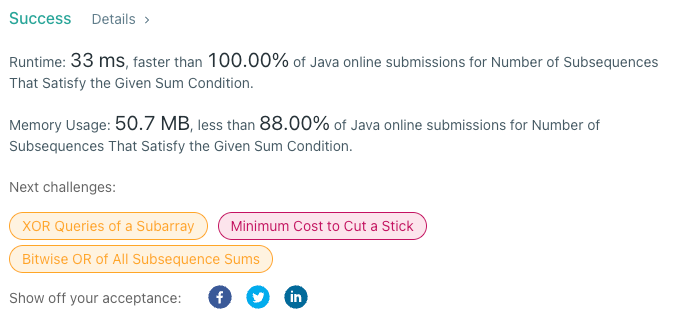 Success Details >
Runtime: 33 ms, faster than 100.00% of Java online submissions for Number of Subsequences
That Satisfy the Given Sum Condition.
Memory Usage: 50.7 MB, less than 88.00% of Java online submissions for Number of
Subsequences That Satisfy the Given Sum Condition.
Next challenges:
XOR Queries of a Subarray Minimum Cost to Cut a Stick
Bitwise OR of All Subsequence Sums
Show off your acceptance: f in